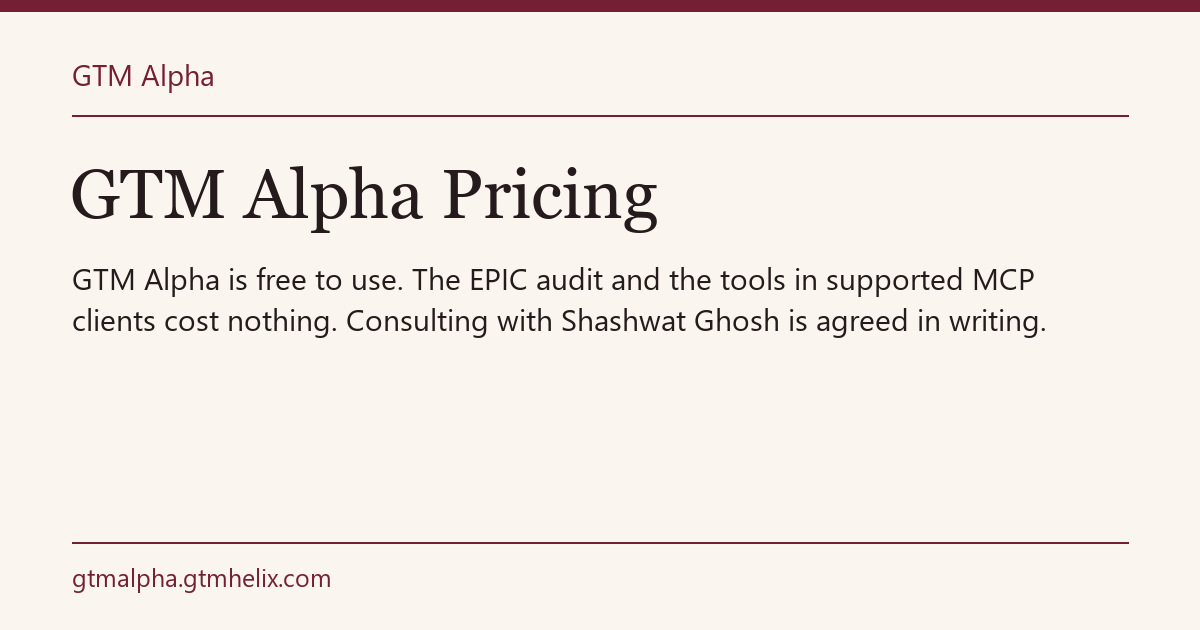 GTM Alpha
GTM Alpha Pricing
GTM Alpha is free to use. The EPIC audit and the tools in supported MCP
clients cost nothing. Consulting with Shashwat Ghosh is agreed in writing.
gtmalpha.gtmhelix.com